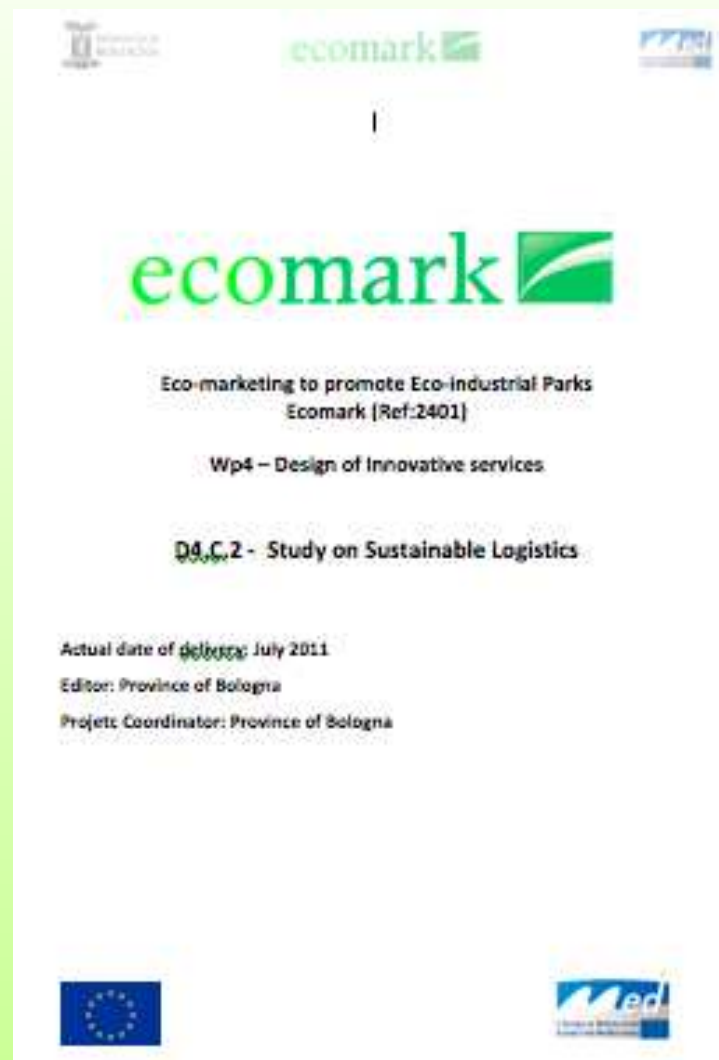 ecomark
ecomark
Eco-marketing to promote Eco-industrial Parks
Ecomark (Ref:2401)
Wp4 – Design of Innovative services
D4.C.2 - Study on Sustainable Logistics
Actual date of delivery: July 2011
Editor: Province of Bologna
Projetc Coordinator: Province of Bologna
Med